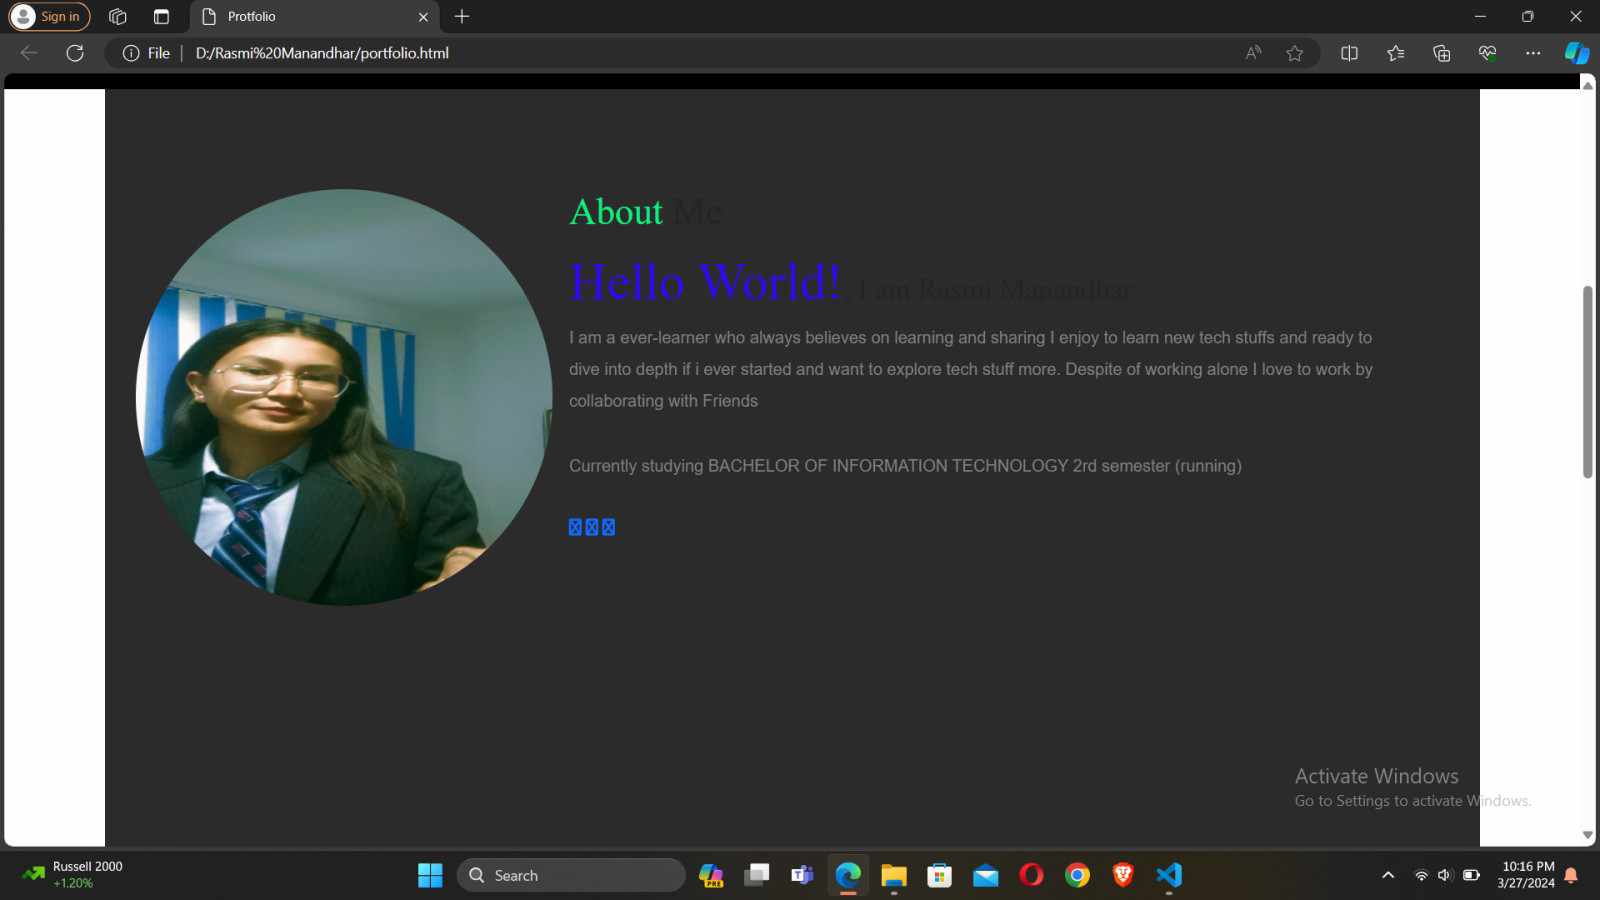 Sign in
Protfolio
File
D:/Rasmi%20Manandhar/portfolio.html
About Me
Hello World! , I am Rasmi Manandhar
I am a ever-learner who always believes on learning and sharing I enjoy to learn new tech stuffs and ready to
dive into depth if i ever started and want to explore tech stuff more. Despite of working alone I love to work by
collaborating with Friends
Currently studying BACHELOR OF INFORMATION TECHNOLOGY 2rd semester (running)
Activate Windows
Go to Settings to activate Windows.
Russell 2000
+1.20%
Search
PRE
10:16 PM
3/27/2024